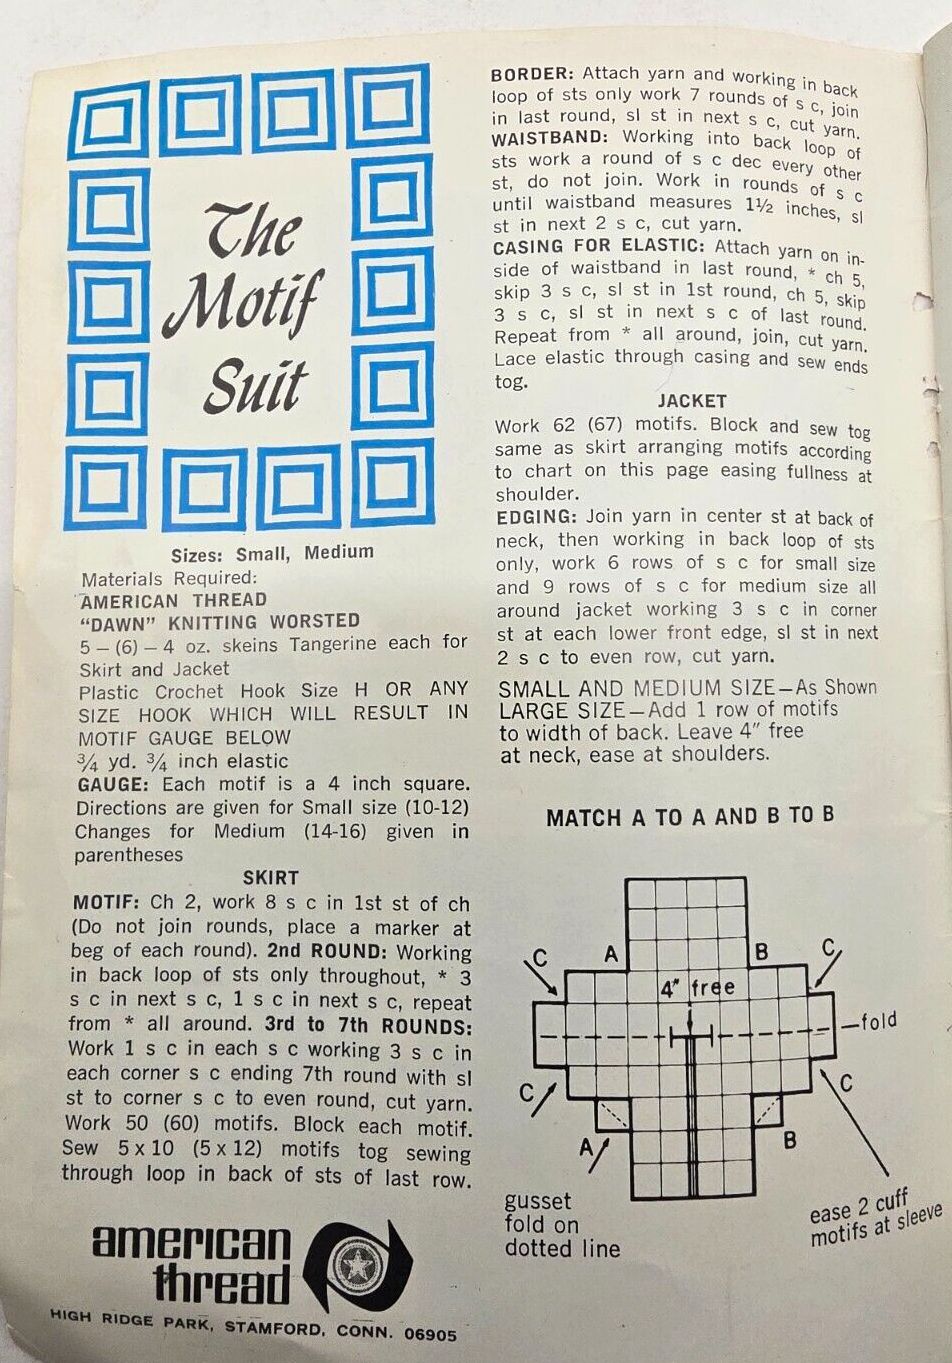 The
Motif
Suit
Sizes: Small, Medium
Materials Required:
AMERICAN THREAD
“DAWN” KNITTING WORSTED
5 – (6) – 4 oz. skeins Tangerine each for
Skirt and Jacket
Plastic Crochet Hook Size H OR ANY
SIZE HOOK WHICH WILL RESULT IN
MOTIF GAUGE BELOW
¾ yd. ¾ inch elastic
GAUGE: Each motif is a 4 inch square.
Directions are given for Small size (10-12)
Changes for Medium (14-16) given in
parentheses
SKIRT
MOTIF: Ch 2, work 8 s c in 1st st of ch
(Do not join rounds, place a marker at
beg of each round). 2nd ROUND: Working
in back loop of sts only throughout, * 3
s c in next s c, 1 s c in next s c, repeat
from * all around. 3rd to 7th ROUNDS:
Work 1 s c in each s c working 3 s c in
each corner s c ending 7th round with sl
st to corner s c to even round, cut yarn.
Work 50 (60) motifs. Block each motif.
Sew 5 x 10 (5 x 12) motifs tog sewing
through loop in back of sts of last row.
american
thread
HIGH RIDGE PARK, STAMFORD, CONN. 06905
BORDER: Attach yarn and working in back
loop of sts only work 7 rounds of s c, join
in last round, sl st in next s c, cut yarn.
WAISTBAND: Working into back loop of
sts work a round of s c dec every other
st, do not join. Work in rounds of s c
until waistband measures 1½ inches, sl
st in next 2 s c, cut yarn.
CASING FOR ELASTIC: Attach yarn on in-
side of waistband in last round, * ch 5,
skip 3 s c, sl st in 1st round, ch 5, skip
3 s c, sl st in next s c of last round.
Repeat from * all around, join, cut yarn.
Lace elastic through casing and sew ends
tog.
JACKET
Work 62 (67) motifs. Block and sew tog
same as skirt arranging motifs according
to chart on this page easing fullness at
shoulder.
EDGING: Join yarn in center st at back of
neck, then working in back loop of sts
only, work 6 rows of s c for small size
and 9 rows of s c for medium size all
around jacket working 3 s c in corner
st at each lower front edge, sl st in next
2 s c to even row, cut yarn.
SMALL AND MEDIUM SIZE—As Shown
LARGE SIZE—Add 1 row of motifs
to width of back. Leave 4″ free
at neck, ease at shoulders.
MATCH A TO A AND B TO B
C
A
B
C
4″ free
fold
C
C
A
B
gusset
fold on
dotted line
ease 2 cuff
motifs at sleeve